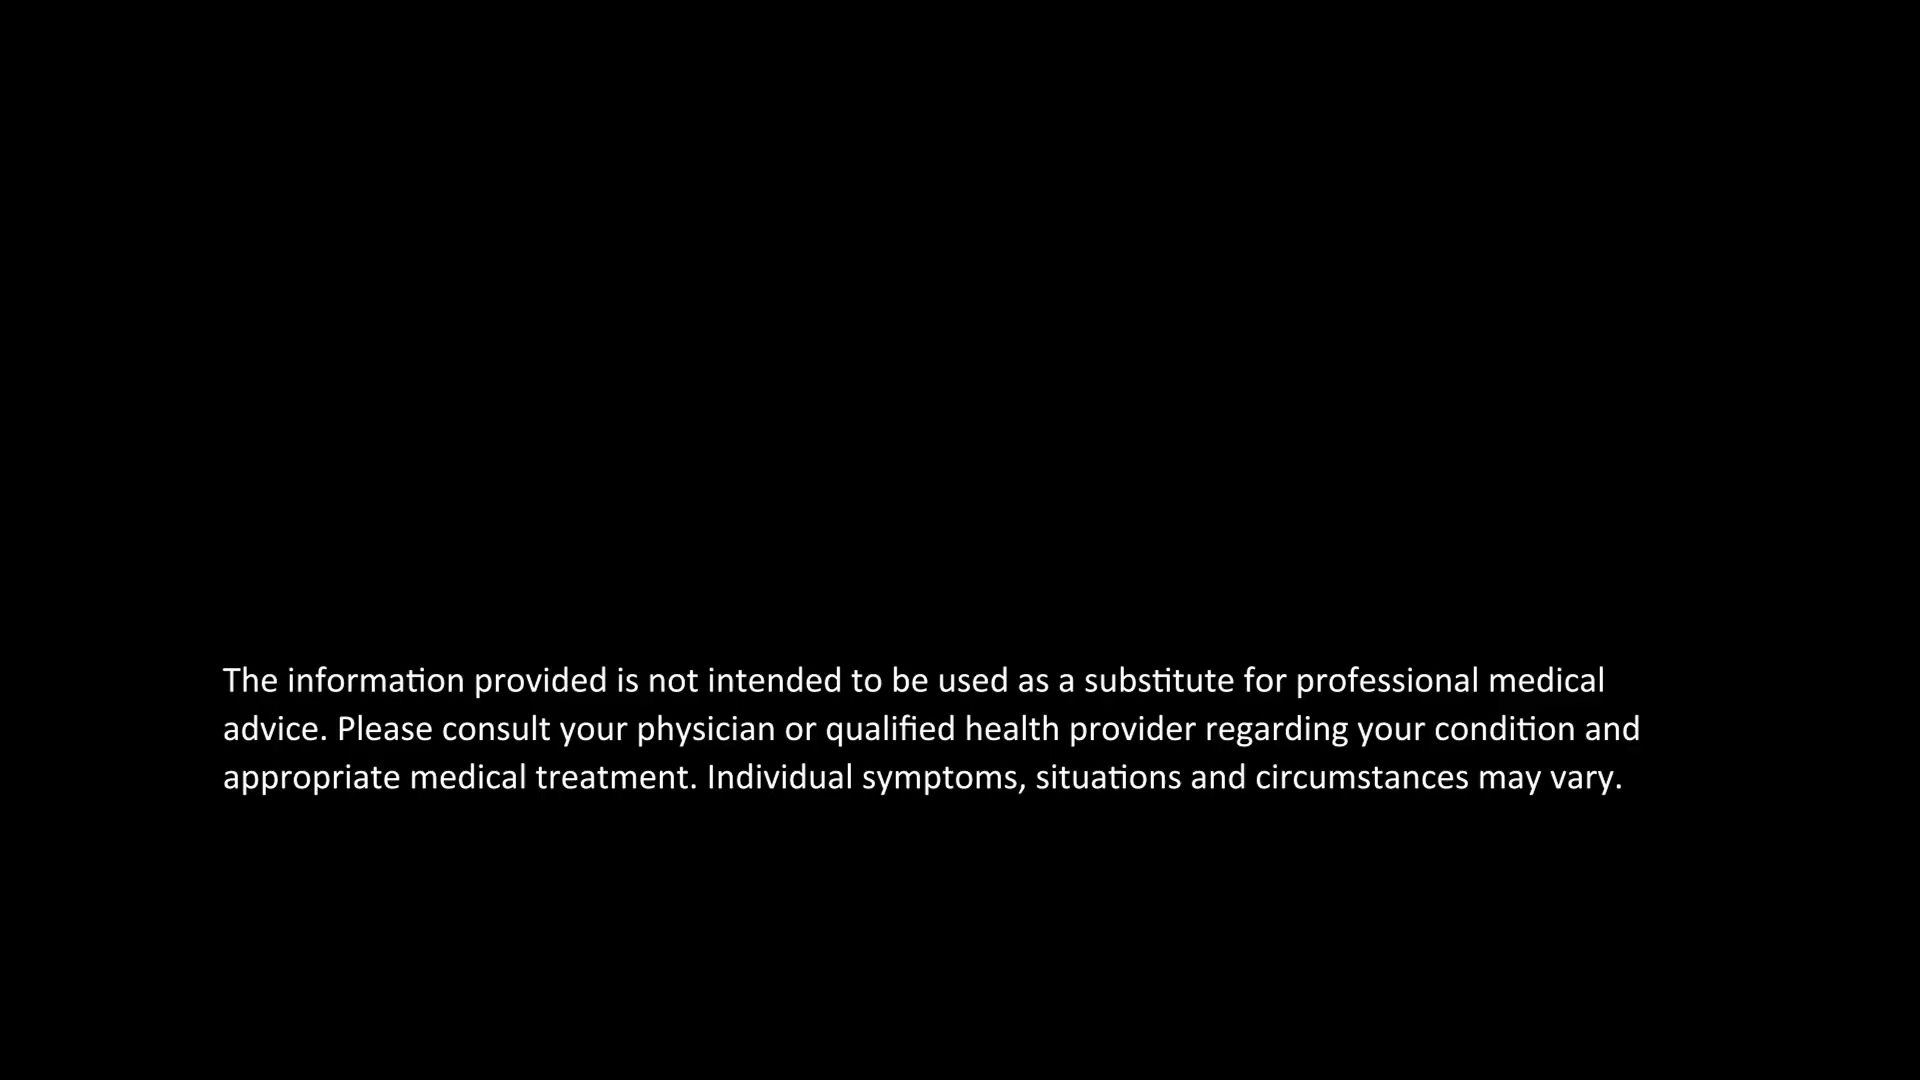 The information provided is not intended to be used as a substitute for professional medical
advice. Please consult your physician or qualified health provider regarding your condition and
appropriate medical treatment. Individual symptoms, situations and circumstances may vary.